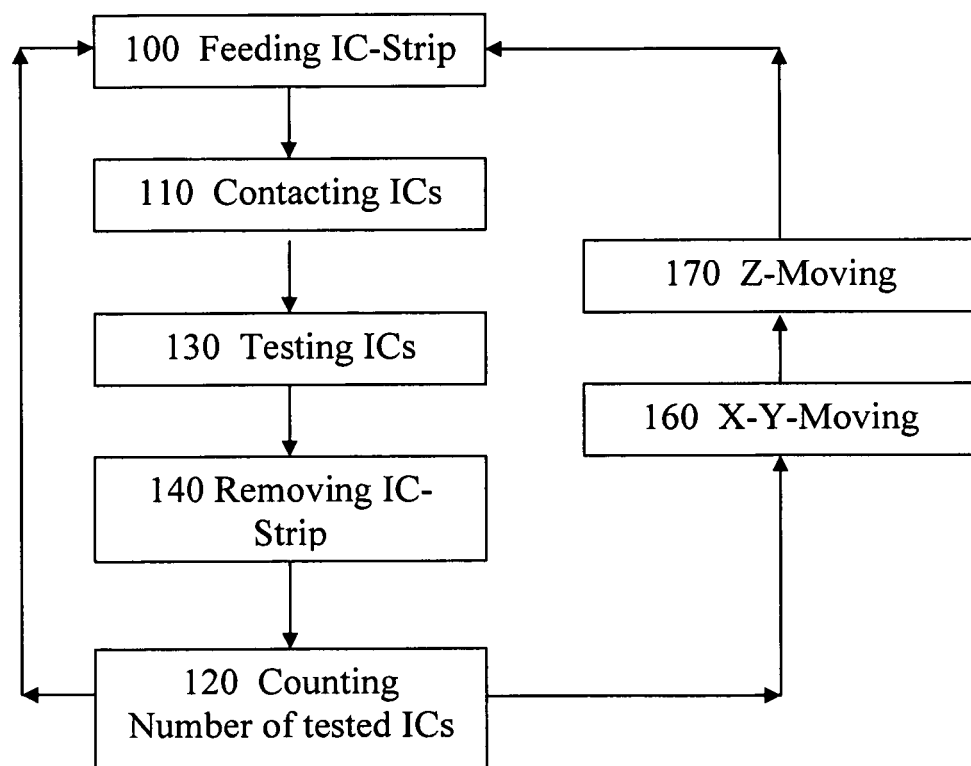 100 Feeding IC-Strip
110 Contacting ICs
130 Testing ICs
140 Removing IC-
Strip
120 Counting
Number of tested ICs
170 Z-Moving
160 X-Y-Moving